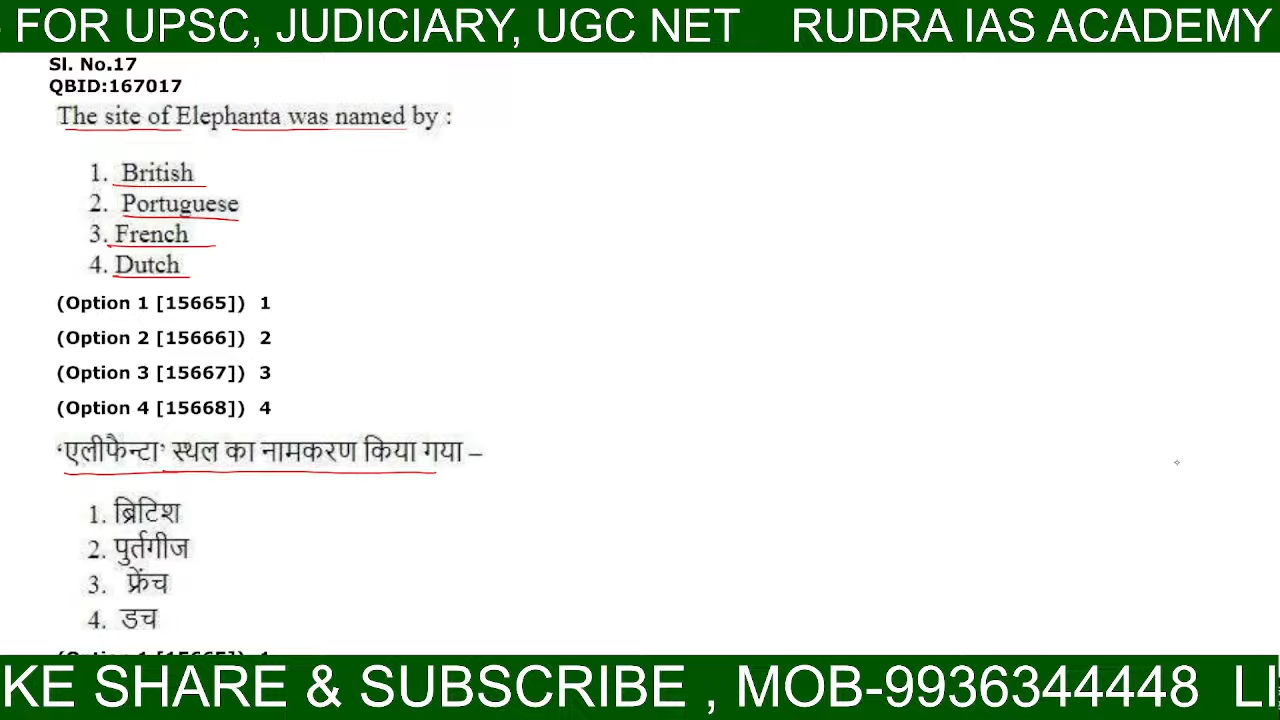 FOR UPSC, JUDICIARY, UGC NET RUDRA IAS ACADEMY
Sl. No.17
QBID:167017
The site of Elephanta was named by :
1. British
2. Portuguese
3. French
4. Dutch
(Option 1 [15665]) 1
(Option 2 [15666]) 2
(Option 3 [15667]) 3
(Option 4 [15668]) 4
‘एलीफैन्टा’ स्थल का नामकरण किया गया –
1. ब्रिटिश
2. पुर्तगीज
3. फ्रेंच
4. डच
KE SHARE & SUBSCRIBE , MOB-9936344448 LI